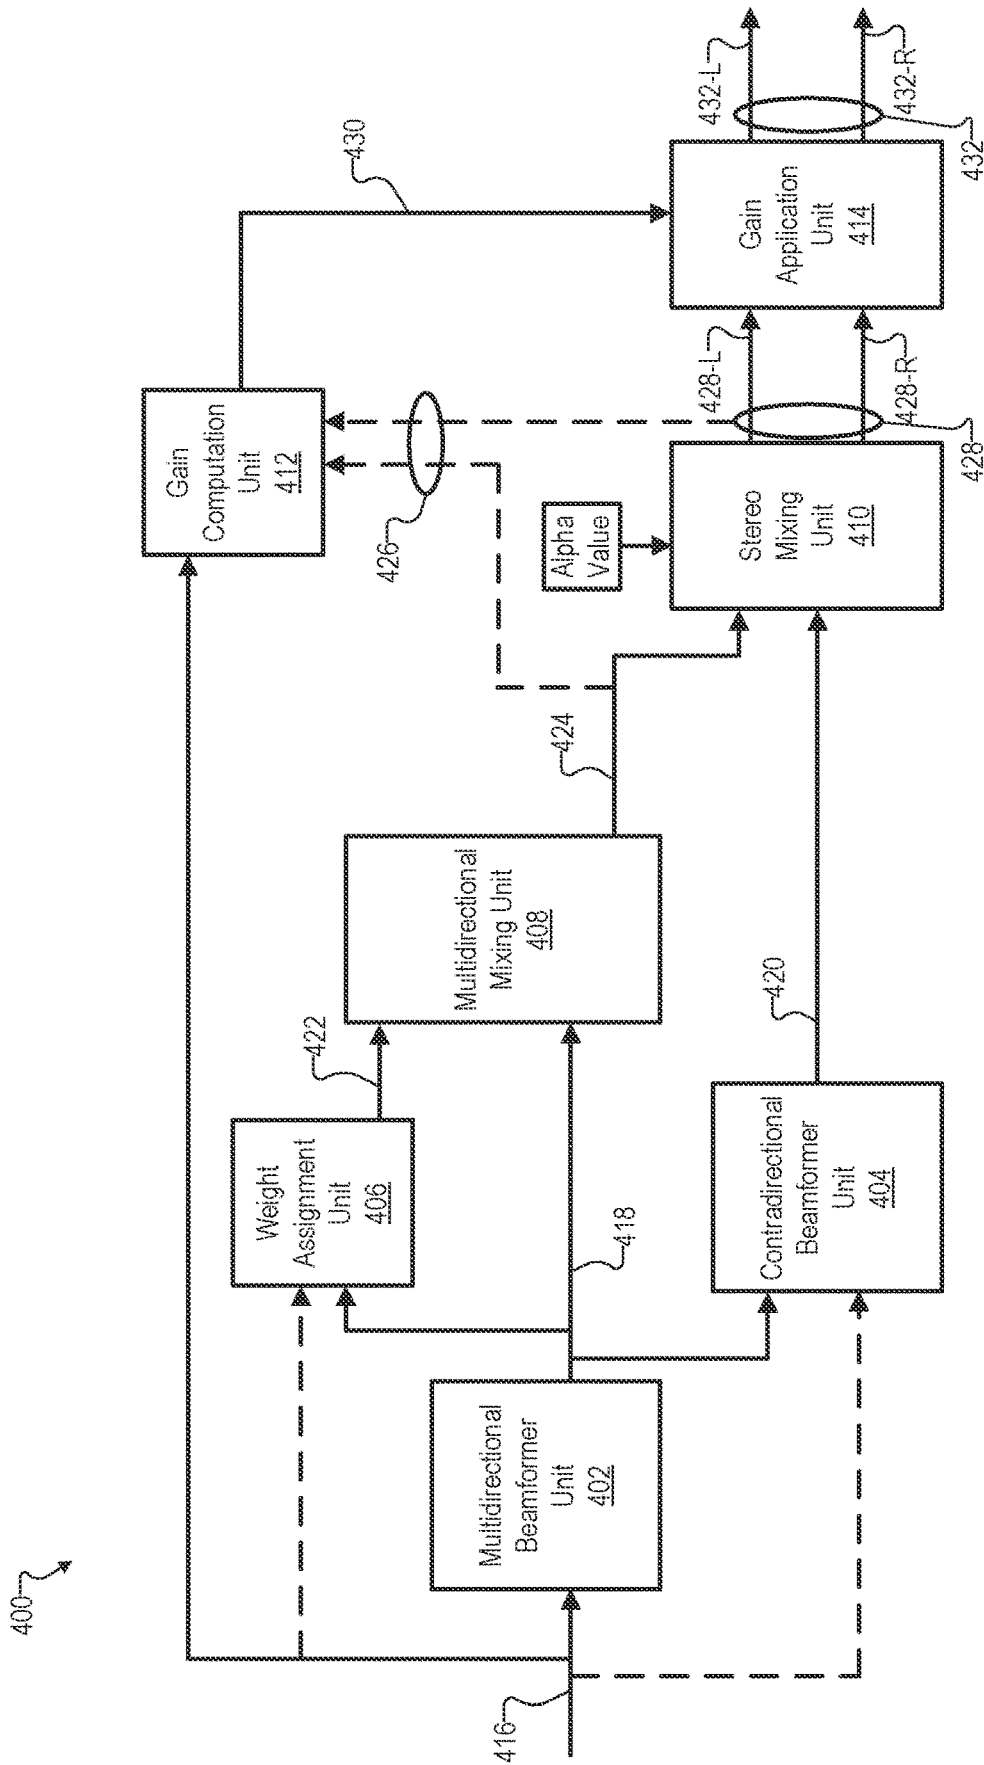 400
416
Multidirectional
Beamformer
Unit
402
418
Weight
Assignment
Unit
406
422
Contradirectional
Beamformer
Unit
404
420
Multidirectional
Mixing Unit
408
424
Gain
Computation
Unit
412
426
Alpha
Value
Stereo
Mixing
Unit
410
428-L
428-R
428
430
Gain
Application
Unit
414
432-L
432-R
432